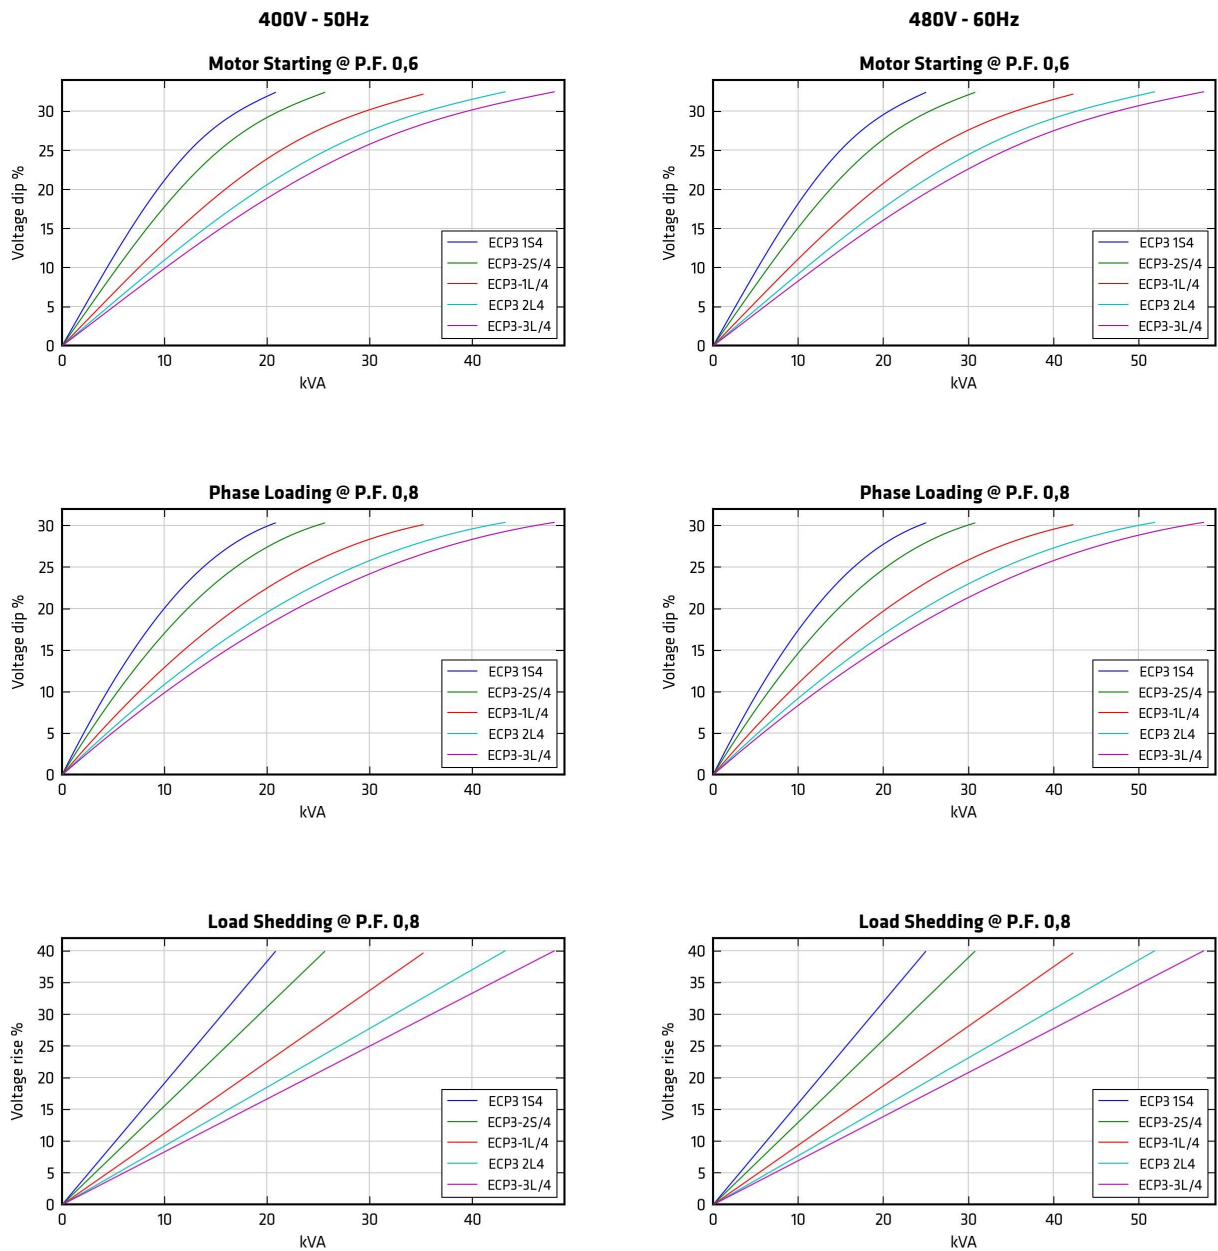 400V - 50Hz
480V - 60Hz
Motor Starting @ P.F. 0,6
Voltage dip %
30
25
20
15
10
5
0
ECP3 1S4
ECP3-2S/4
ECP3-1L/4
ECP3 2L4
ECP3-3L/4
0 10 20 30 40
kVA
Motor Starting @ P.F. 0,6
Voltage dip %
30
25
20
15
10
5
0
ECP3 1S4
ECP3-2S/4
ECP3-1L/4
ECP3 2L4
ECP3-3L/4
0 10 20 30 40 50
kVA
Phase Loading @ P.F. 0,8
Voltage dip %
30
25
20
15
10
5
0
ECP3 1S4
ECP3-2S/4
ECP3-1L/4
ECP3 2L4
ECP3-3L/4
0 10 20 30 40
kVA
Phase Loading @ P.F. 0,8
Voltage dip %
30
25
20
15
10
5
0
ECP3 1S4
ECP3-2S/4
ECP3-1L/4
ECP3 2L4
ECP3-3L/4
0 10 20 30 40 50
kVA
Load Shedding @ P.F. 0,8
Voltage rise %
40
35
30
25
20
15
10
5
0
ECP3 1S4
ECP3-2S/4
ECP3-1L/4
ECP3 2L4
ECP3-3L/4
0 10 20 30 40
kVA
Load Shedding @ P.F. 0,8
Voltage rise %
40
35
30
25
20
15
10
5
0
ECP3 1S4
ECP3-2S/4
ECP3-1L/4
ECP3 2L4
ECP3-3L/4
0 10 20 30 40 50
kVA